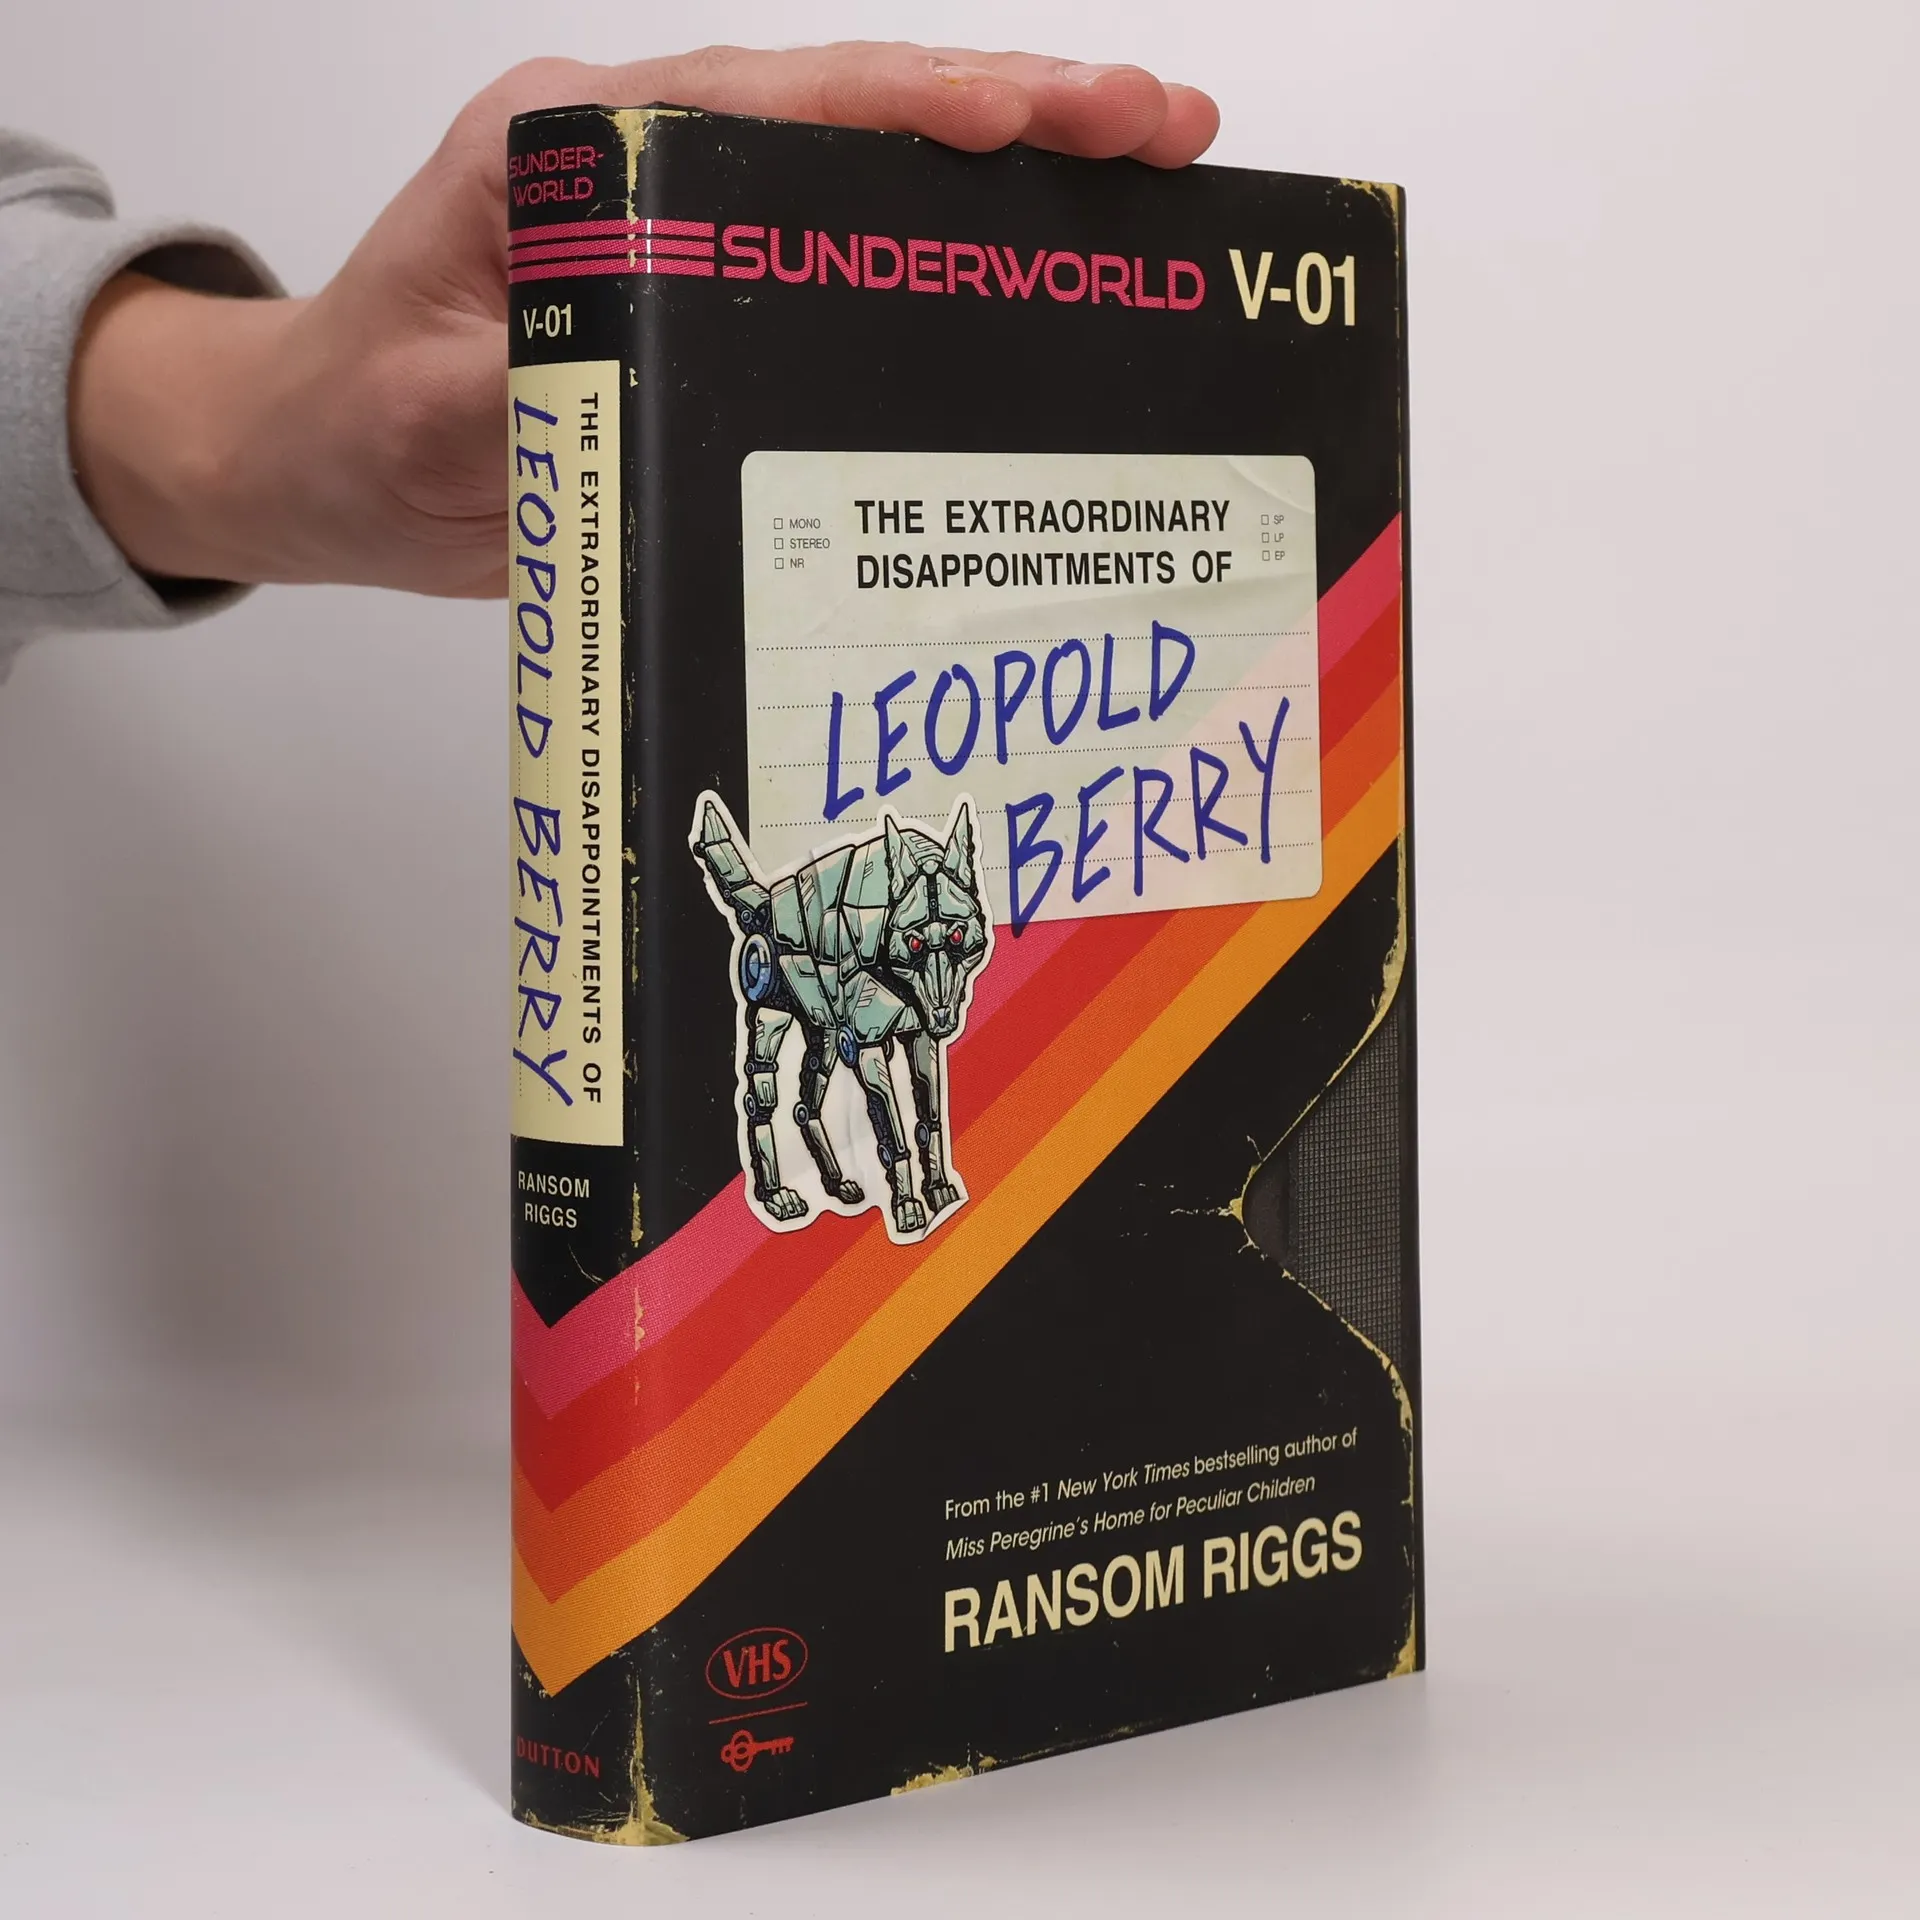 SUNDER-
WORLD
V-01
THE EXTRAORDINARY DISAPPOINTMENTS OF
LEOPOLD BERRY
RANSOM
RIGGS
DUTTON
SUNDERWORLD V-01
MONO
STEREO
NR
THE EXTRAORDINARY
DISAPPOINTMENTS OF
SP
LP
EP
LEOPOLD
BERRY
From the #1 New York Times bestselling author of
Miss Peregrine's Home for Peculiar Children
RANSOM RIGGS
VHS